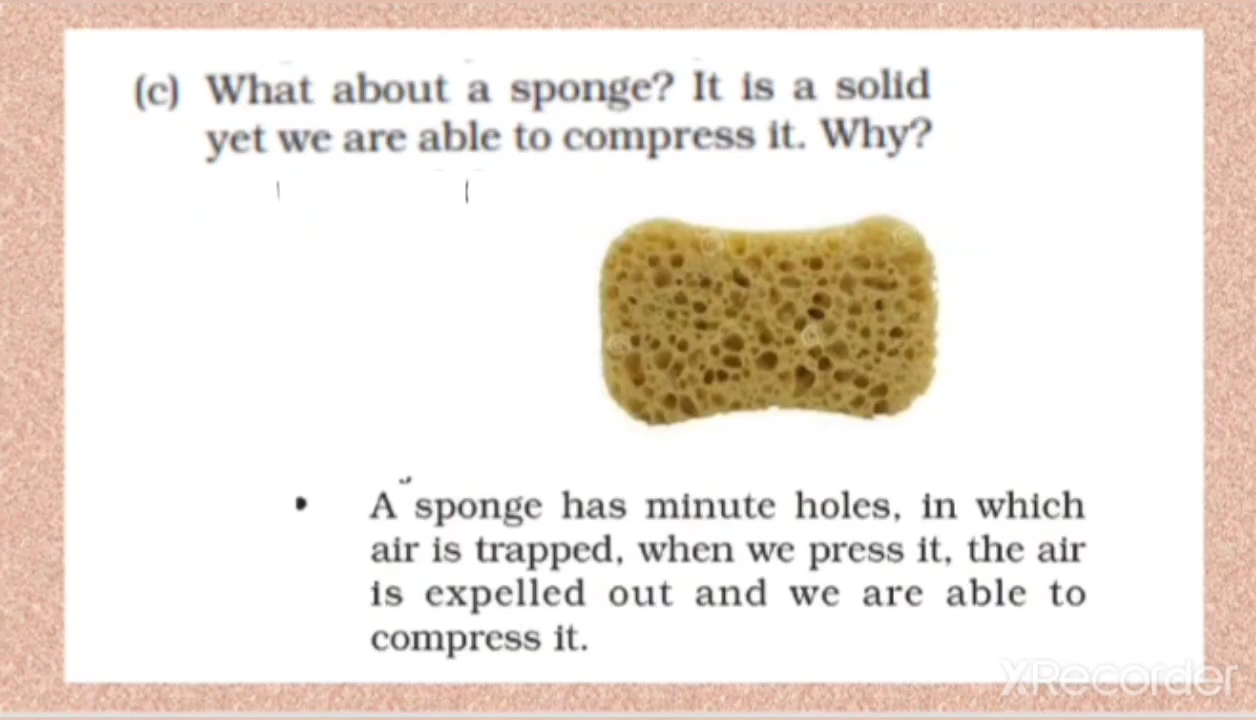 (c) What about a sponge? It is a solid
yet we are able to compress it. Why?
• A sponge has minute holes, in which
air is trapped, when we press it, the air
is expelled out and we are able to
compress it.
XRecorder